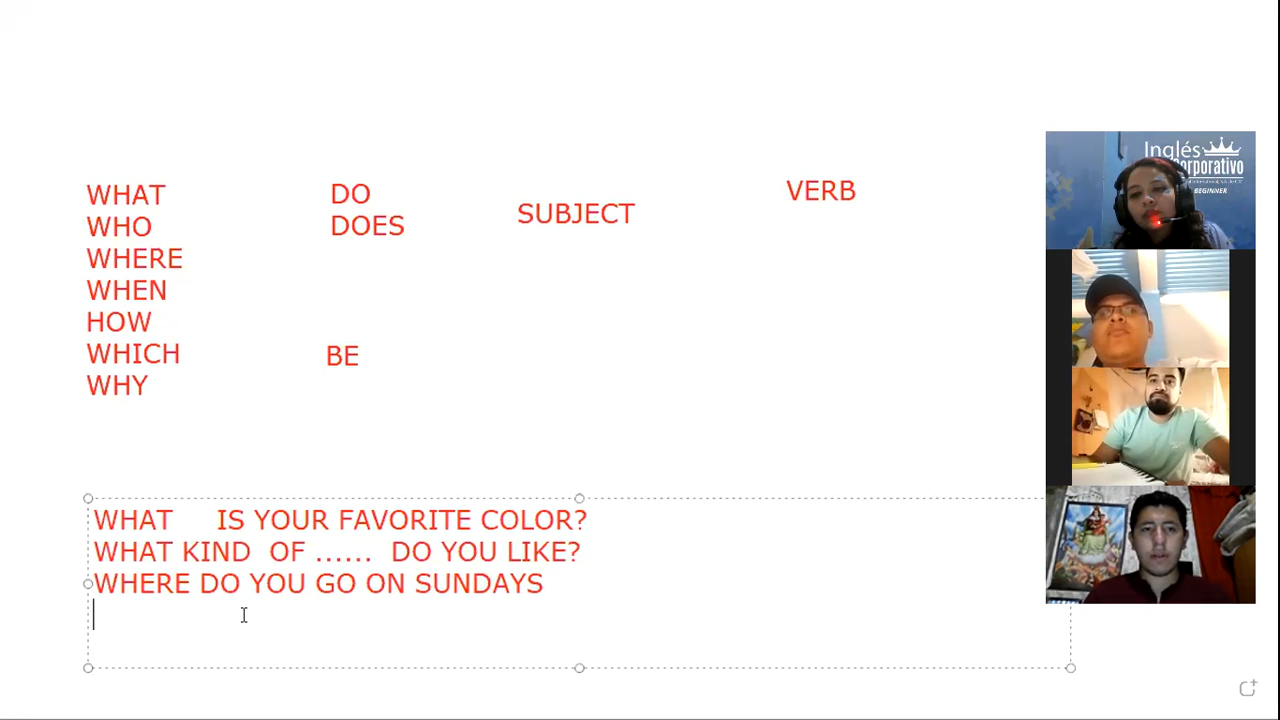 WHAT
WHO
WHERE
WHEN
HOW
WHICH
WHY
DO
DOES
BE
SUBJECT
VERB
WHAT IS YOUR FAVORITE COLOR?
WHAT KIND OF ...... DO YOU LIKE?
WHERE DO YOU GO ON SUNDAYS
Inglés
Corporativo
BEGINNER